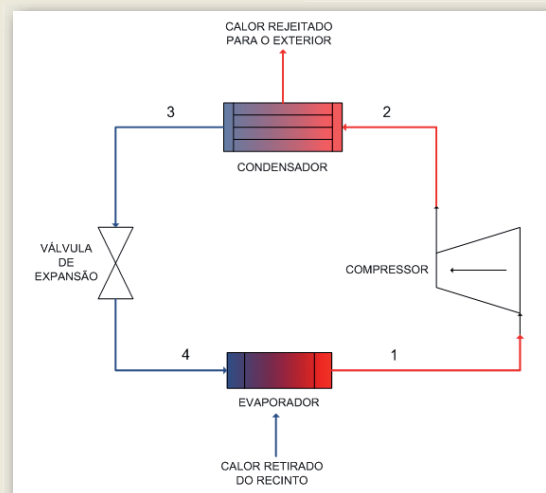 CALOR REJEITADO
PARA O EXTERIOR
3
2
CONDENSADOR
VÁLVULA
DE
EXPANSÃO
COMPRESSOR
4
1
EVAPORADOR
CALOR RETIRADO
DO RECINTO